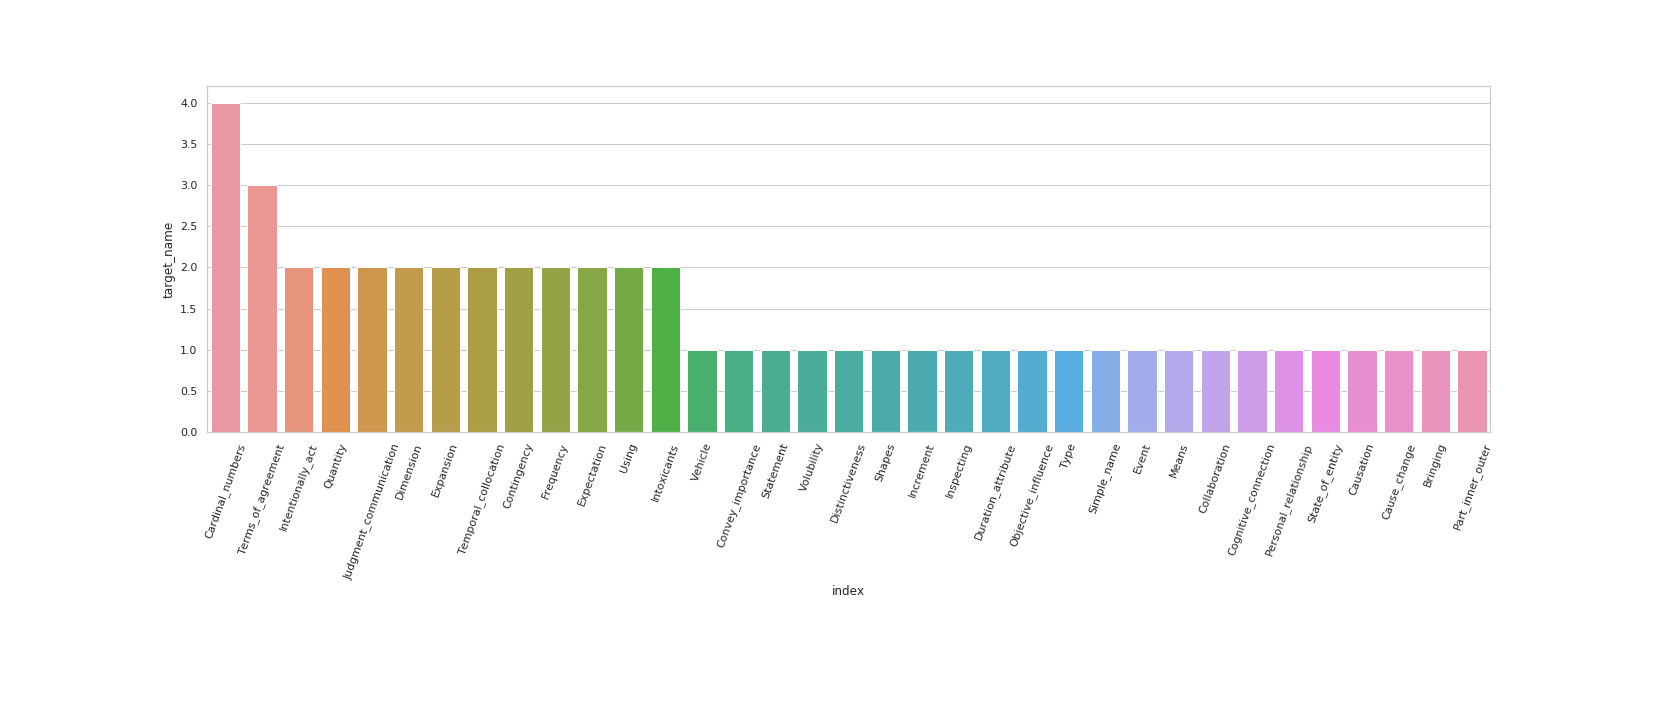 4.0
3.5
3.0
2.5
2.0
1.5
1.0
0.5
0.0
target_name
Cardinal_numbers
Terms_of_agreement
Intentionally_act
Quantity
Judgment_communication
Dimension
Expansion
Temporal_collocation
Contingency
Frequency
Expectation
Using
Intoxicants
Vehicle
Convey_importance
Statement
Volubility
Distinctiveness
Shapes
Increment
Inspecting
Duration_attribute
Objective_influence
Type
Simple_name
Event
Means
Collaboration
Cognitive_connection
Personal_relationship
State_of_entity
Causation
Cause_change
Bringing
Part_inner_outer
index